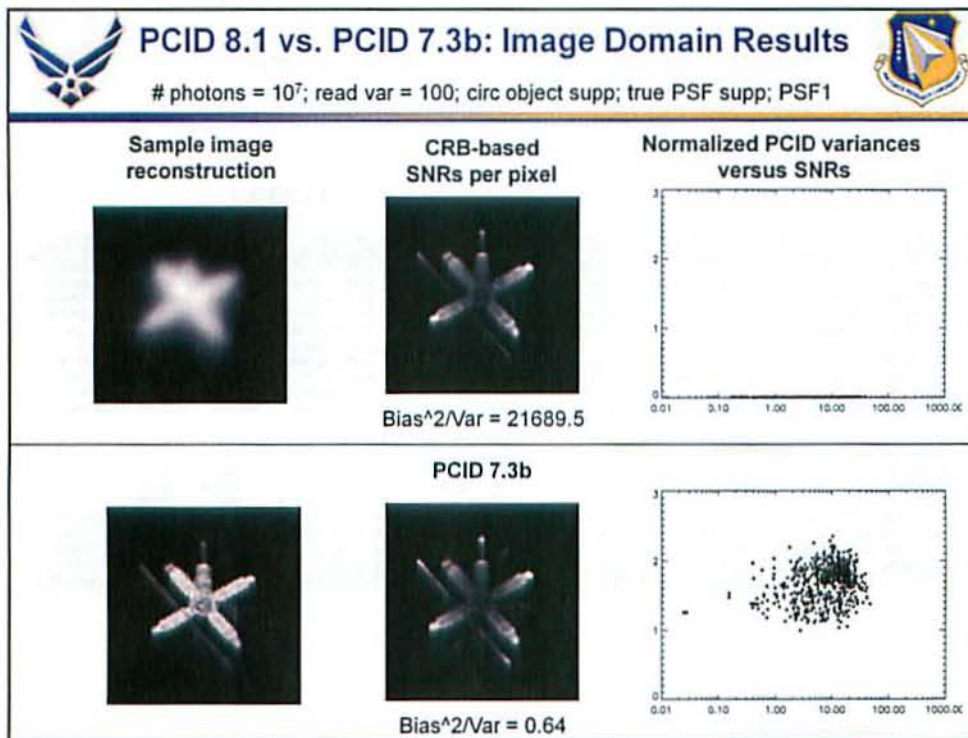 PCID 8.1 vs. PCID 7.3b: Image Domain Results
# photons = 10⁷; read var = 100; circ object supp; true PSF supp; PSF1
Sample image
reconstruction
CRB-based
SNRs per pixel
Normalized PCID variances
versus SNRs
3
2
1
0
0.01 0.10 1.00 10.00 100.00 1000.00
Bias^2/Var = 21689.5
PCID 7.3b
3
2
1
0
0.01 0.10 1.00 10.00 100.00 1000.00
Bias^2/Var = 0.64